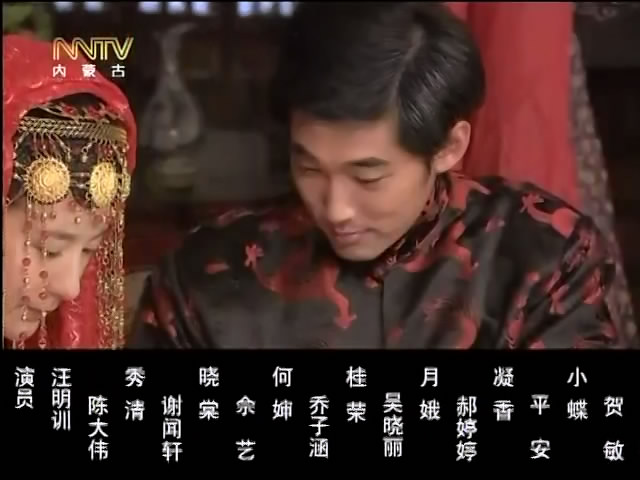 NNTV
内蒙古
演员
汪明训
陈大伟
秀清
谢闻轩
晓棠
佘艺
何婶
乔子涵
桂荣
吴晓丽
月娥
郝婷婷
凝香
平安
小蝶
贺敏